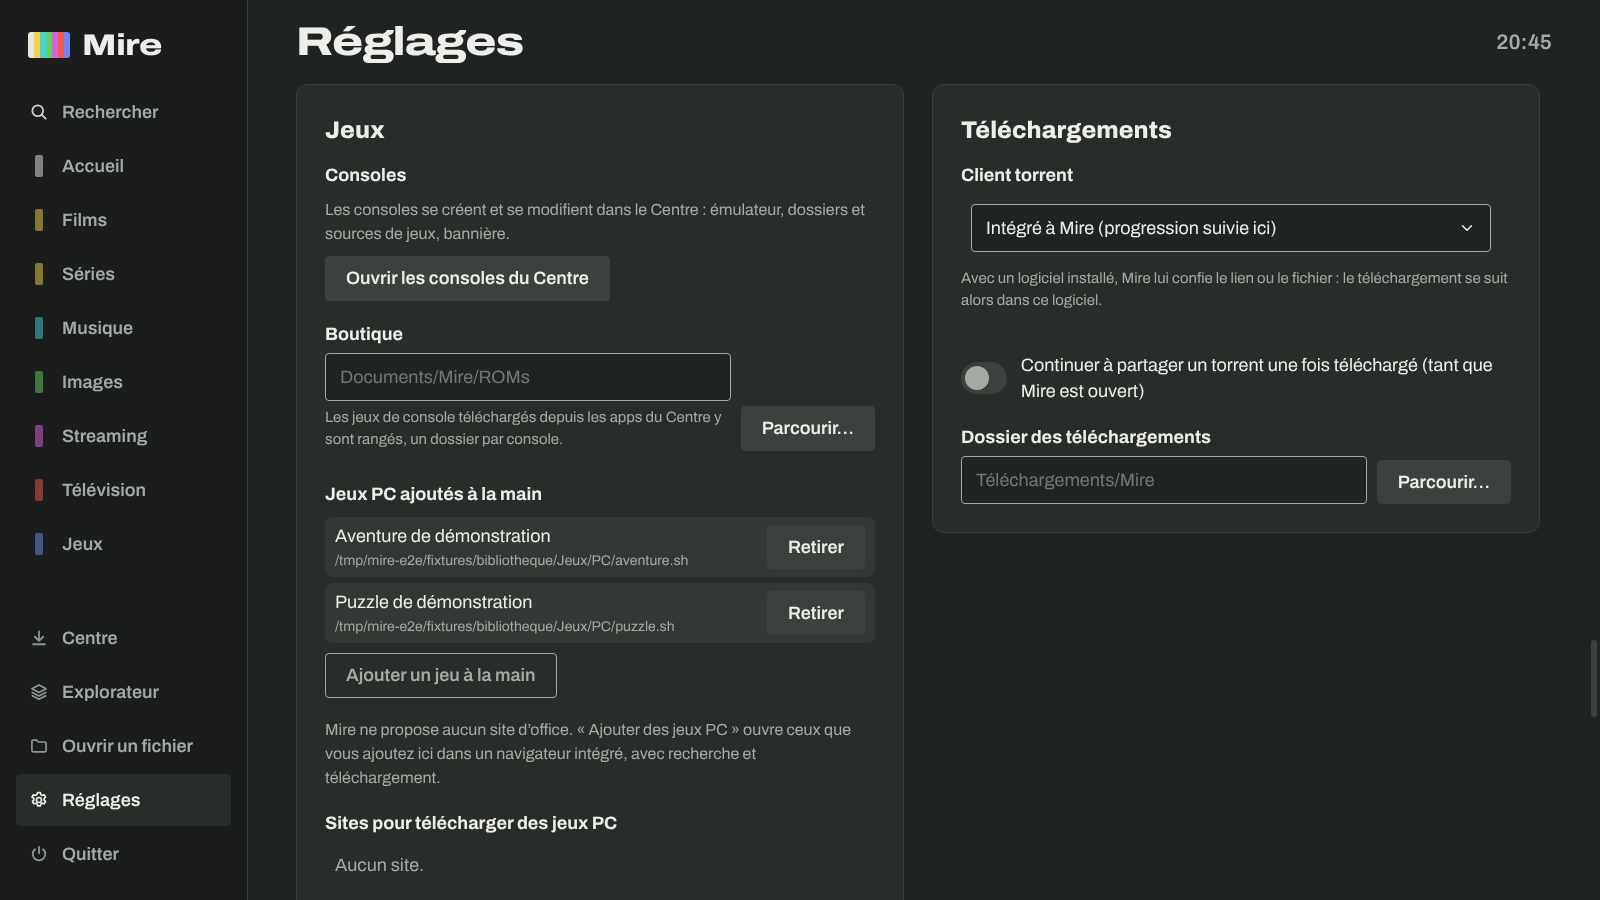 Mire
Rechercher
Accueil
Films
Séries
Musique
Images
Streaming
Télévision
Jeux
Centre
Explorateur
Ouvrir un fichier
Réglages
Quitter
Réglages
20:45
Jeux
Consoles
Les consoles se créent et se modifient dans le Centre : émulateur, dossiers et
sources de jeux, bannière.
Ouvrir les consoles du Centre
Boutique
Documents/Mire/ROMs
Les jeux de console téléchargés depuis les apps du Centre y
sont rangés, un dossier par console.
Parcourir…
Jeux PC ajoutés à la main
Aventure de démonstration
/tmp/mire-e2e/fixtures/bibliotheque/Jeux/PC/aventure.sh
Retirer
Puzzle de démonstration
/tmp/mire-e2e/fixtures/bibliotheque/Jeux/PC/puzzle.sh
Retirer
Ajouter un jeu à la main
Mire ne propose aucun site d’office. « Ajouter des jeux PC » ouvre ceux que
vous ajoutez ici dans un navigateur intégré, avec recherche et
téléchargement.
Sites pour télécharger des jeux PC
Aucun site.
Téléchargements
Client torrent
Intégré à Mire (progression suivie ici)
Avec un logiciel installé, Mire lui confie le lien ou le fichier : le téléchargement se suit
alors dans ce logiciel.
Continuer à partager un torrent une fois téléchargé (tant que
Mire est ouvert)
Dossier des téléchargements
Téléchargements/Mire
Parcourir…